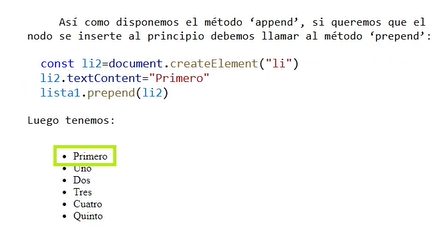 Así como disponemos el método ‘append’, si queremos que el
nodo se inserte al principio debemos llamar al método ‘prepend’:
const li2=document.createElement("li")
li2.textContent="Primero"
lista1.prepend(li2)
Luego tenemos:
• Primero
• Uno
• Dos
• Tres
• Cuatro
• Quinto